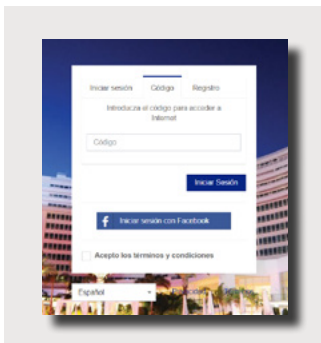 Iniciar sesión Código Registro
Introduzca el código para acceder a
Internet
Código
Iniciar Sesión
f Iniciar sesión con Facebook
Acepto los términos y condiciones
Español